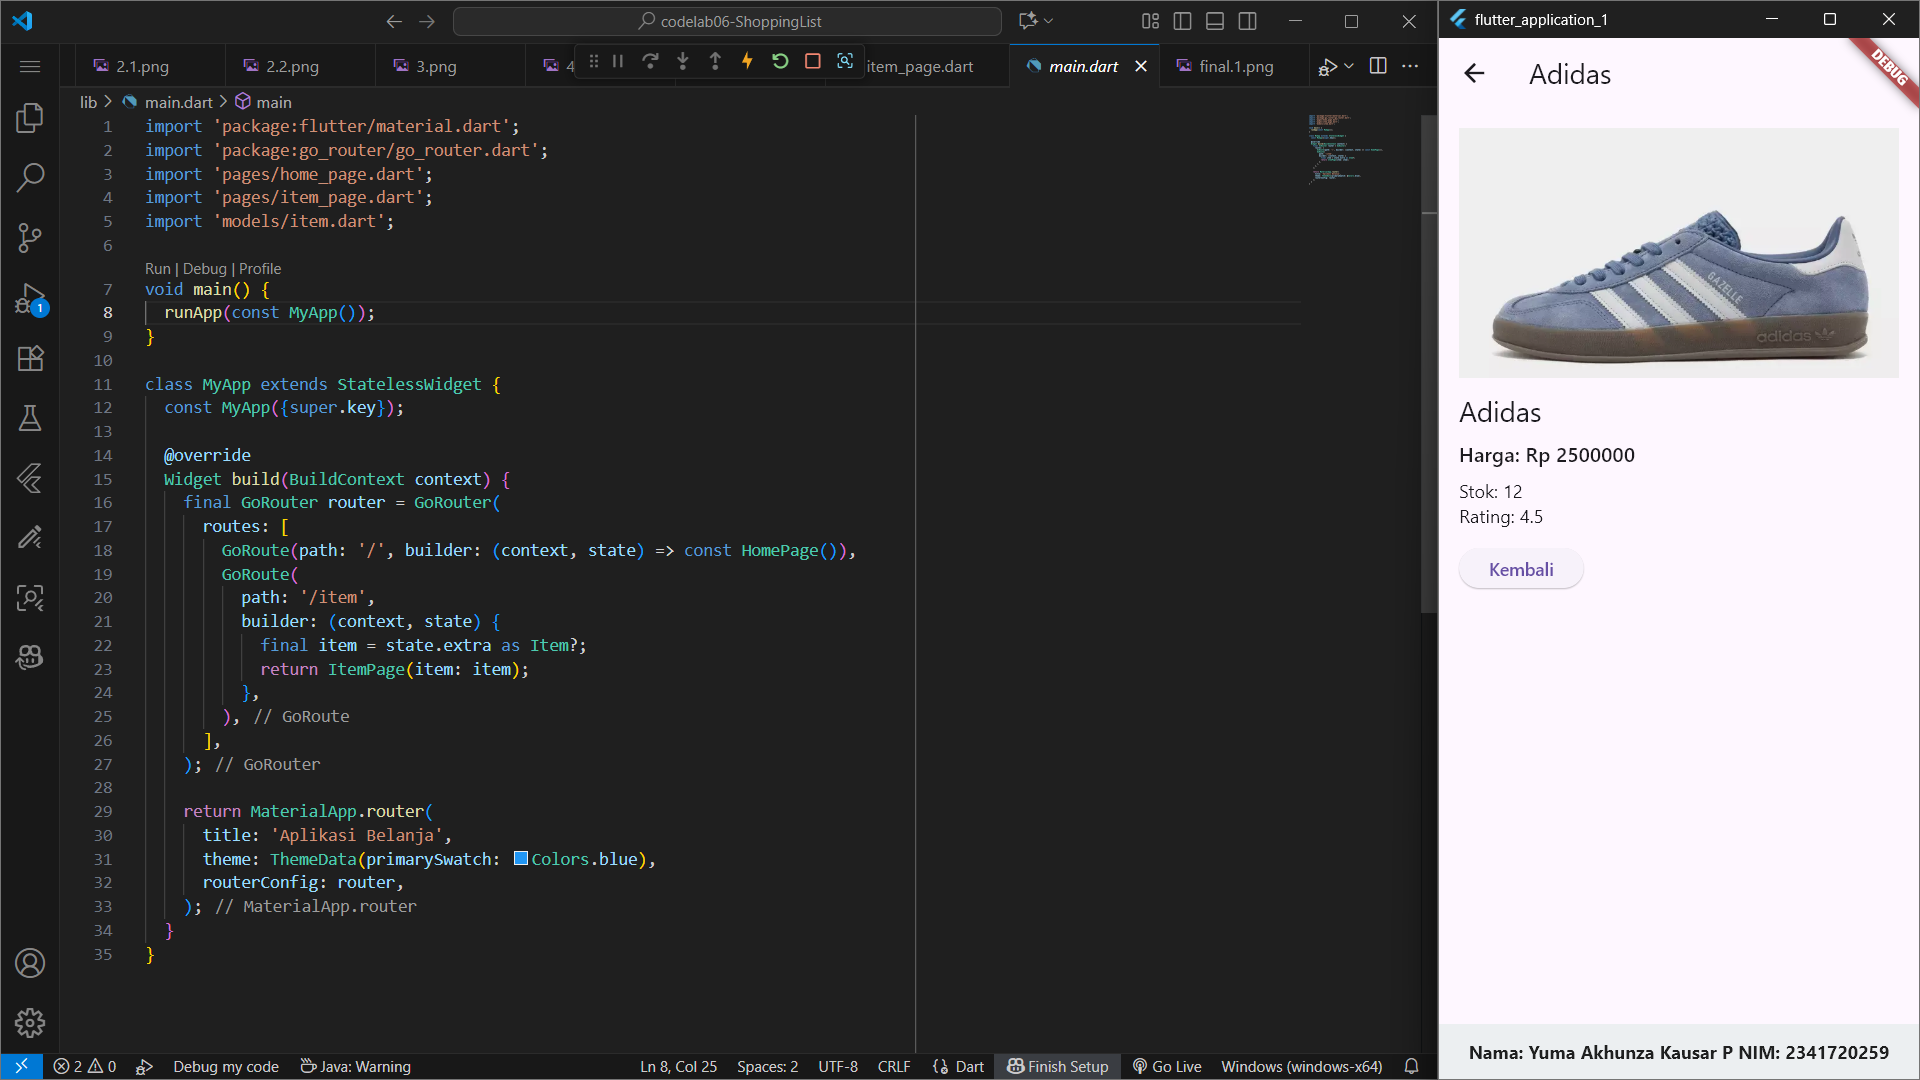 codelab06-ShoppingList
2.1.png
2.2.png
3.png
4
item_page.dart
main.dart
final.1.png
lib > main.dart > main
1 import 'package:flutter/material.dart';
2 import 'package:go_router/go_router.dart';
3 import 'pages/home_page.dart';
4 import 'pages/item_page.dart';
5 import 'models/item.dart';
6
Run | Debug | Profile
7 void main() {
8 runApp(const MyApp());
9 }
10
11 class MyApp extends StatelessWidget {
12 const MyApp({super.key});
13
14 @override
15 Widget build(BuildContext context) {
16 final GoRouter router = GoRouter(
17 routes: [
18 GoRoute(path: '/', builder: (context, state) => const HomePage()),
19 GoRoute(
20 path: '/item',
21 builder: (context, state) {
22 final item = state.extra as Item?;
23 return ItemPage(item: item);
24 },
25 ), // GoRoute
26 ],
27 ); // GoRouter
28
29 return MaterialApp.router(
30 title: 'Aplikasi Belanja',
31 theme: ThemeData(primarySwatch: Colors.blue),
32 routerConfig: router,
33 ); // MaterialApp.router
34 }
35 }
1
2 0
Debug my code
Java: Warning
Ln 8, Col 25
Spaces: 2
UTF-8
CRLF
Dart
Finish Setup
Go Live
Windows (windows-x64)
flutter_application_1
DEBUG
Adidas
GAZELLE
adidas
Adidas
Harga: Rp 2500000
Stok: 12
Rating: 4.5
Kembali
Nama: Yuma Akhunza Kausar P NIM: 2341720259